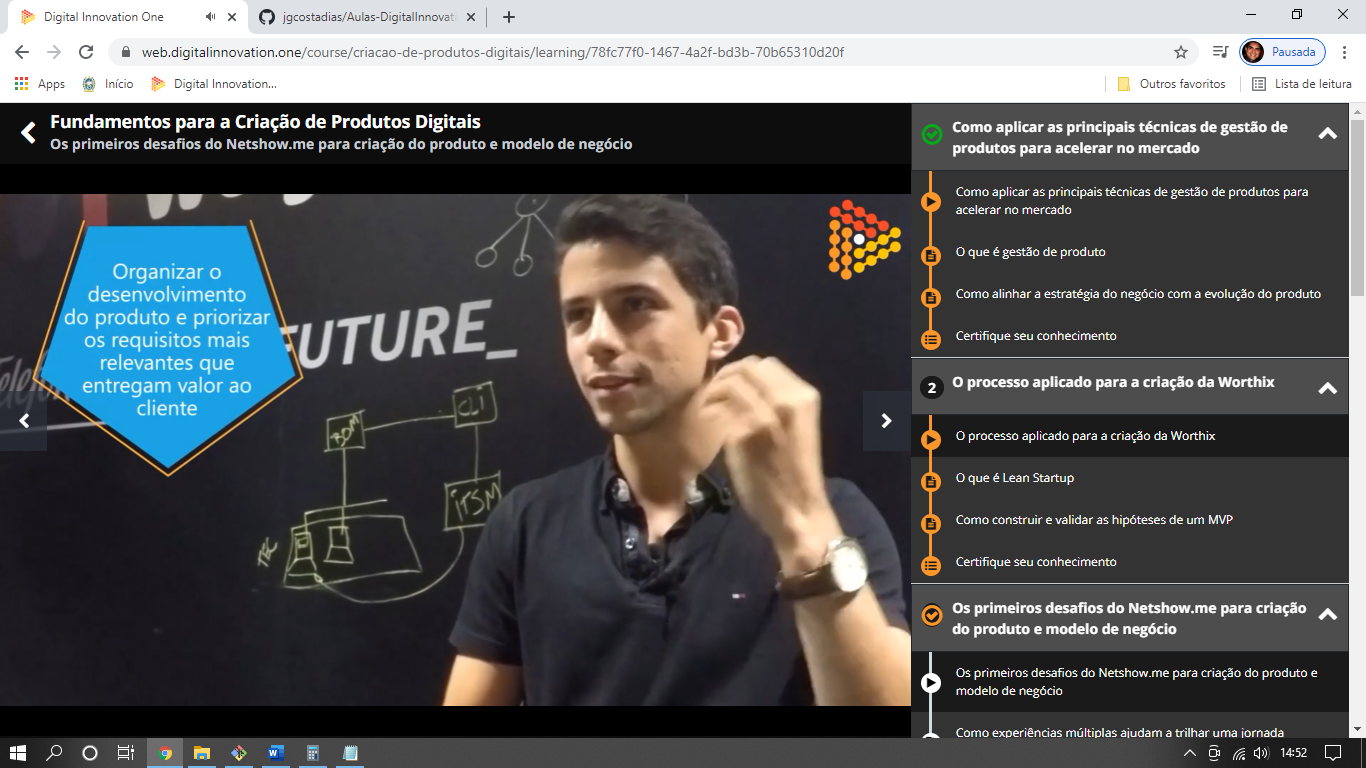 Digital Innovation One
jgcostadias/Aulas-DigitalInnovati
web.digitalinnovation.one/course/criacao-de-produtos-digitais/learning/78fc77f0-1467-4a2f-bd3b-70b65310d20f
Pausada
Apps
Início
Digital Innovation...
Outros favoritos
Lista de leitura
Fundamentos para a Criação de Produtos Digitais
Os primeiros desafios do Netshow.me para criação do produto e modelo de negócio
Organizar o
desenvolvimento
do produto e priorizar
os requisitos mais
relevantes que
entregam valor ao
cliente
FUTURE_
BDM
CLI
iTSM
TEC
Como aplicar as principais técnicas de gestão de
produtos para acelerar no mercado
Como aplicar as principais técnicas de gestão de produtos para
acelerar no mercado
O que é gestão de produto
Como alinhar a estratégia do negócio com a evolução do produto
Certifique seu conhecimento
2
O processo aplicado para a criação da Worthix
O processo aplicado para a criação da Worthix
O que é Lean Startup
Como construir e validar as hipóteses de um MVP
Certifique seu conhecimento
Os primeiros desafios do Netshow.me para criação
do produto e modelo de negócio
Os primeiros desafios do Netshow.me para criação do produto e
modelo de negócio
Como experiências múltiplas ajudam a trilhar uma jornada
14:52